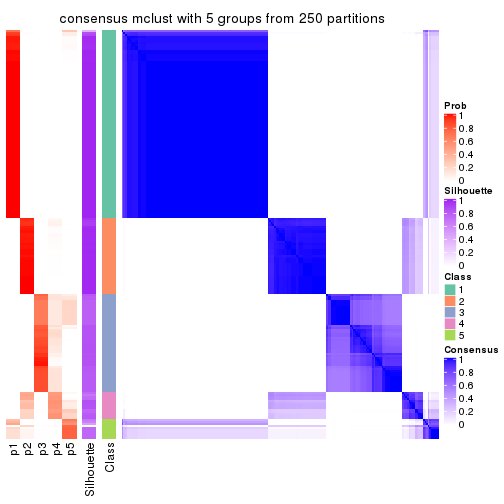 consensus mclust with 5 groups from 250 partitions
Prob
1
0.8
0.6
0.4
0.2
0
Silhouette
1
0.8
0.6
0.4
0.2
0
Class
1
2
3
4
5
Consensus
1
0.8
0.6
0.4
0.2
0
p1
p2
p3
p4
p5
Silhouette
Class